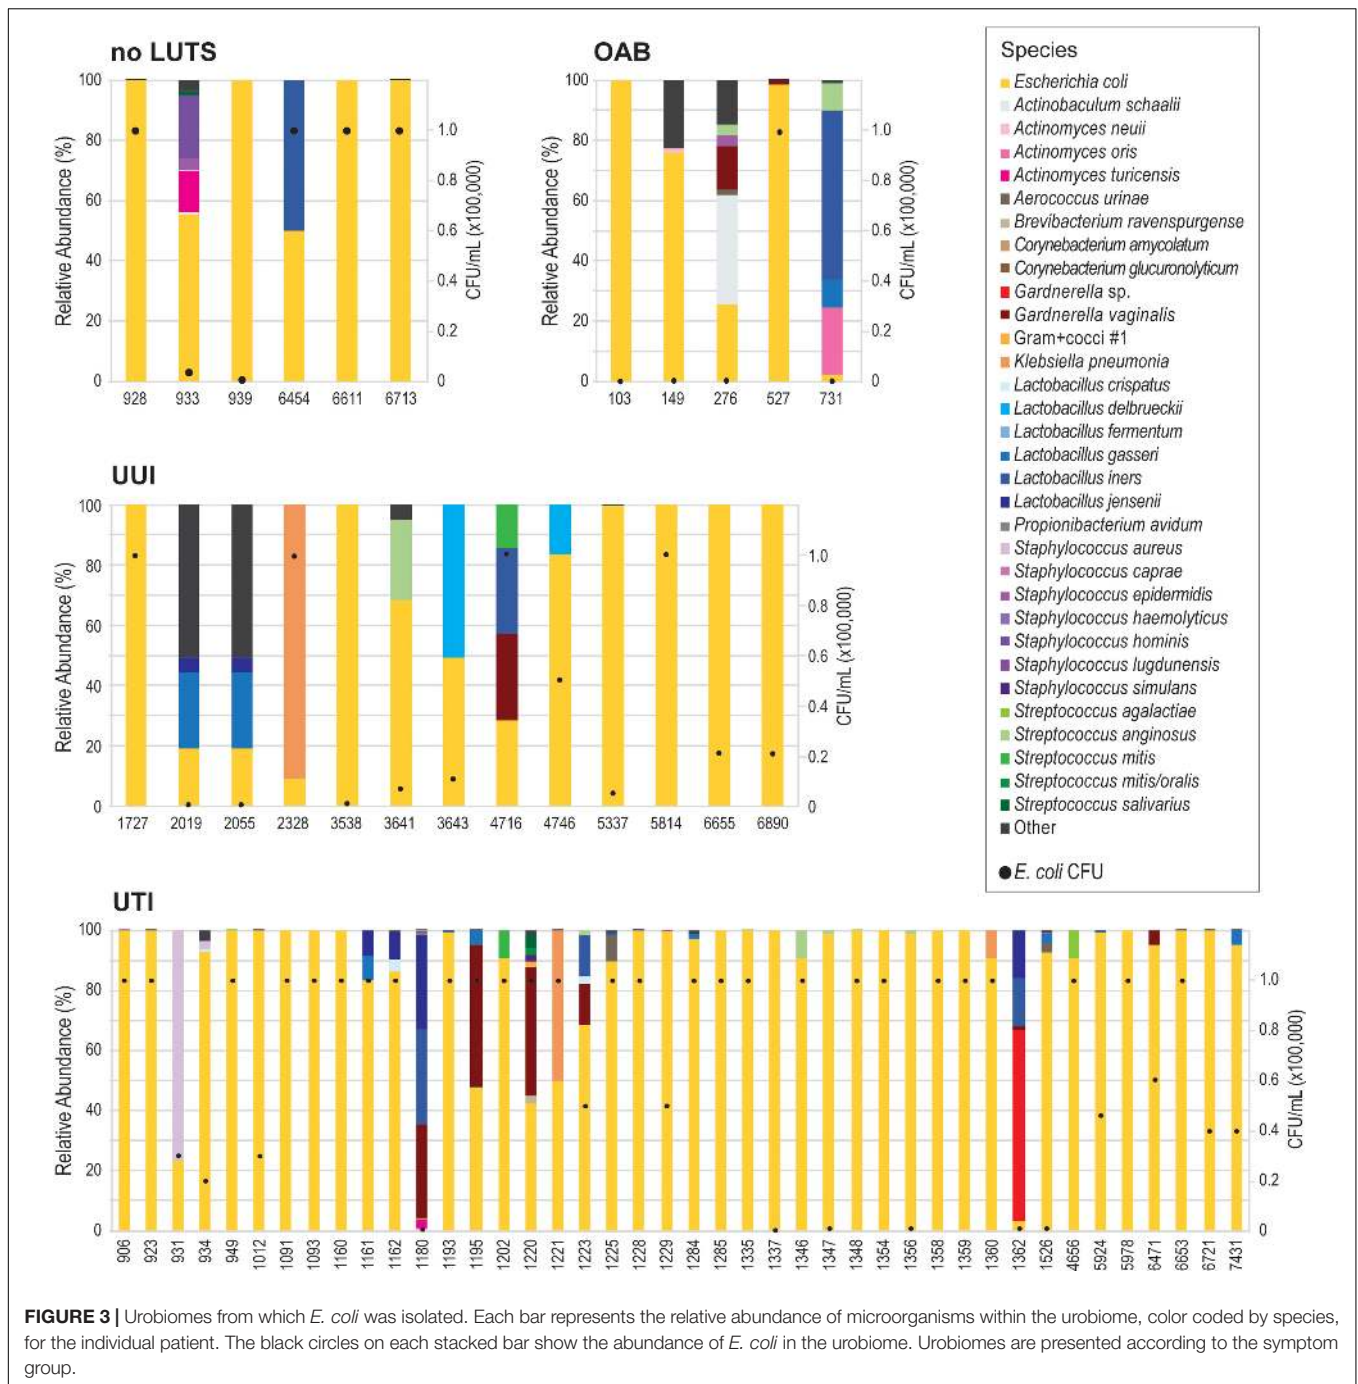 no LUTS
OAB
100
80
60
40
20
0
Relative Abundance (%)
1.0
0.8
0.6
0.4
0.2
0
CFU/mL (x100,000)
928 933 939 6454 6611 6713
100
80
60
40
20
0
Relative Abundance (%)
1.0
0.8
0.6
0.4
0.2
0
CFU/mL (x100,000)
103 149 276 527 731
Species
Escherichia coli
Actinobaculum schaalii
Actinomyces neuii
Actinomyces oris
Actinomyces turicensis
Aerococcus urinae
Brevibacterium ravenspurgense
Corynebacterium amycolatum
Corynebacterium glucuronolyticum
Gardnerella sp.
Gardnerella vaginalis
Gram+cocci #1
Klebsiella pneumonia
Lactobacillus crispatus
Lactobacillus delbrueckii
Lactobacillus fermentum
Lactobacillus gasseri
Lactobacillus iners
Lactobacillus jensenii
Propionibacterium avidum
Staphylococcus aureus
Staphylococcus caprae
Staphylococcus epidermidis
Staphylococcus haemolyticus
Staphylococcus hominis
Staphylococcus lugdunensis
Staphylococcus simulans
Streptococcus agalactiae
Streptococcus anginosus
Streptococcus mitis
Streptococcus mitis/oralis
Streptococcus salivarius
Other
E. coli CFU
UUI
100
80
60
40
20
0
Relative Abundance (%)
1.0
0.8
0.6
0.4
0.2
0
CFU/mL (x100,000)
1727 2019 2055 2328 3538 3641 3643 4716 4746 5337 5814 6655 6890
UTI
100
80
60
40
20
0
Relative Abundance (%)
1.0
0.8
0.6
0.4
0.2
0
CFU/mL (x100,000)
906 923 931 934 949 1012 1091 1093 1160 1161 1162 1180 1193 1195 1202 1220 1221 1223 1225 1228 1229 1284 1285 1335 1337 1346 1347 1348 1354 1356 1358 1359 1360 1362 1526 4656 5924 5978 6471 6653 6721 7431
FIGURE 3 | Urobiomes from which E. coli was isolated. Each bar represents the relative abundance of microorganisms within the urobiome, color coded by species,
for the individual patient. The black circles on each stacked bar show the abundance of E. coli in the urobiome. Urobiomes are presented according to the symptom
group.